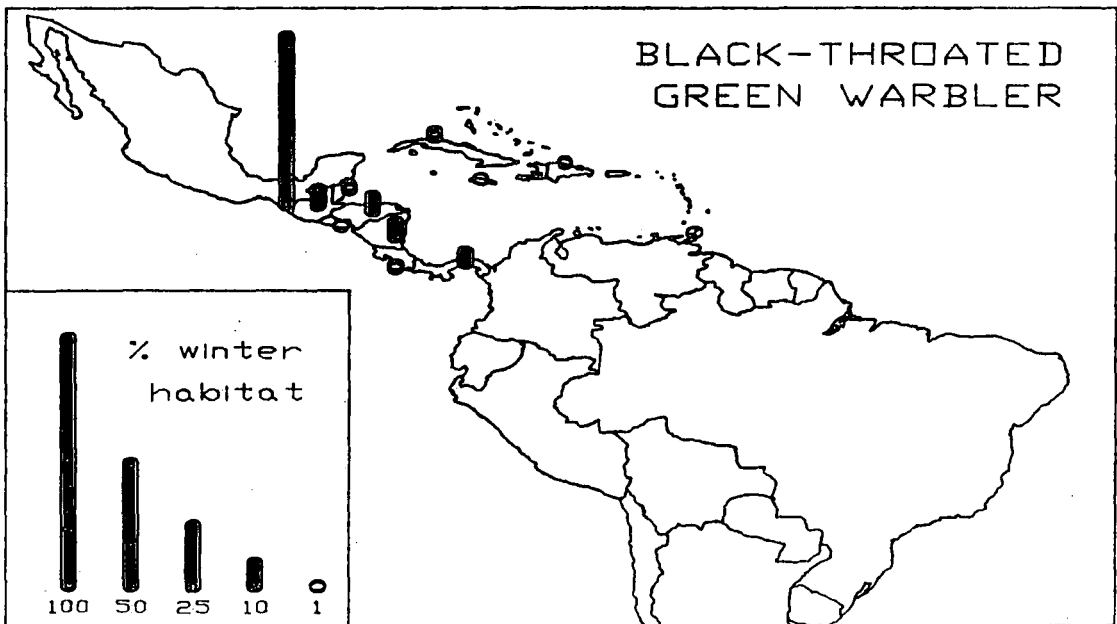 BLACK-THROATED
GREEN WARBLER
% winter
habitat
100 50 25 10 1